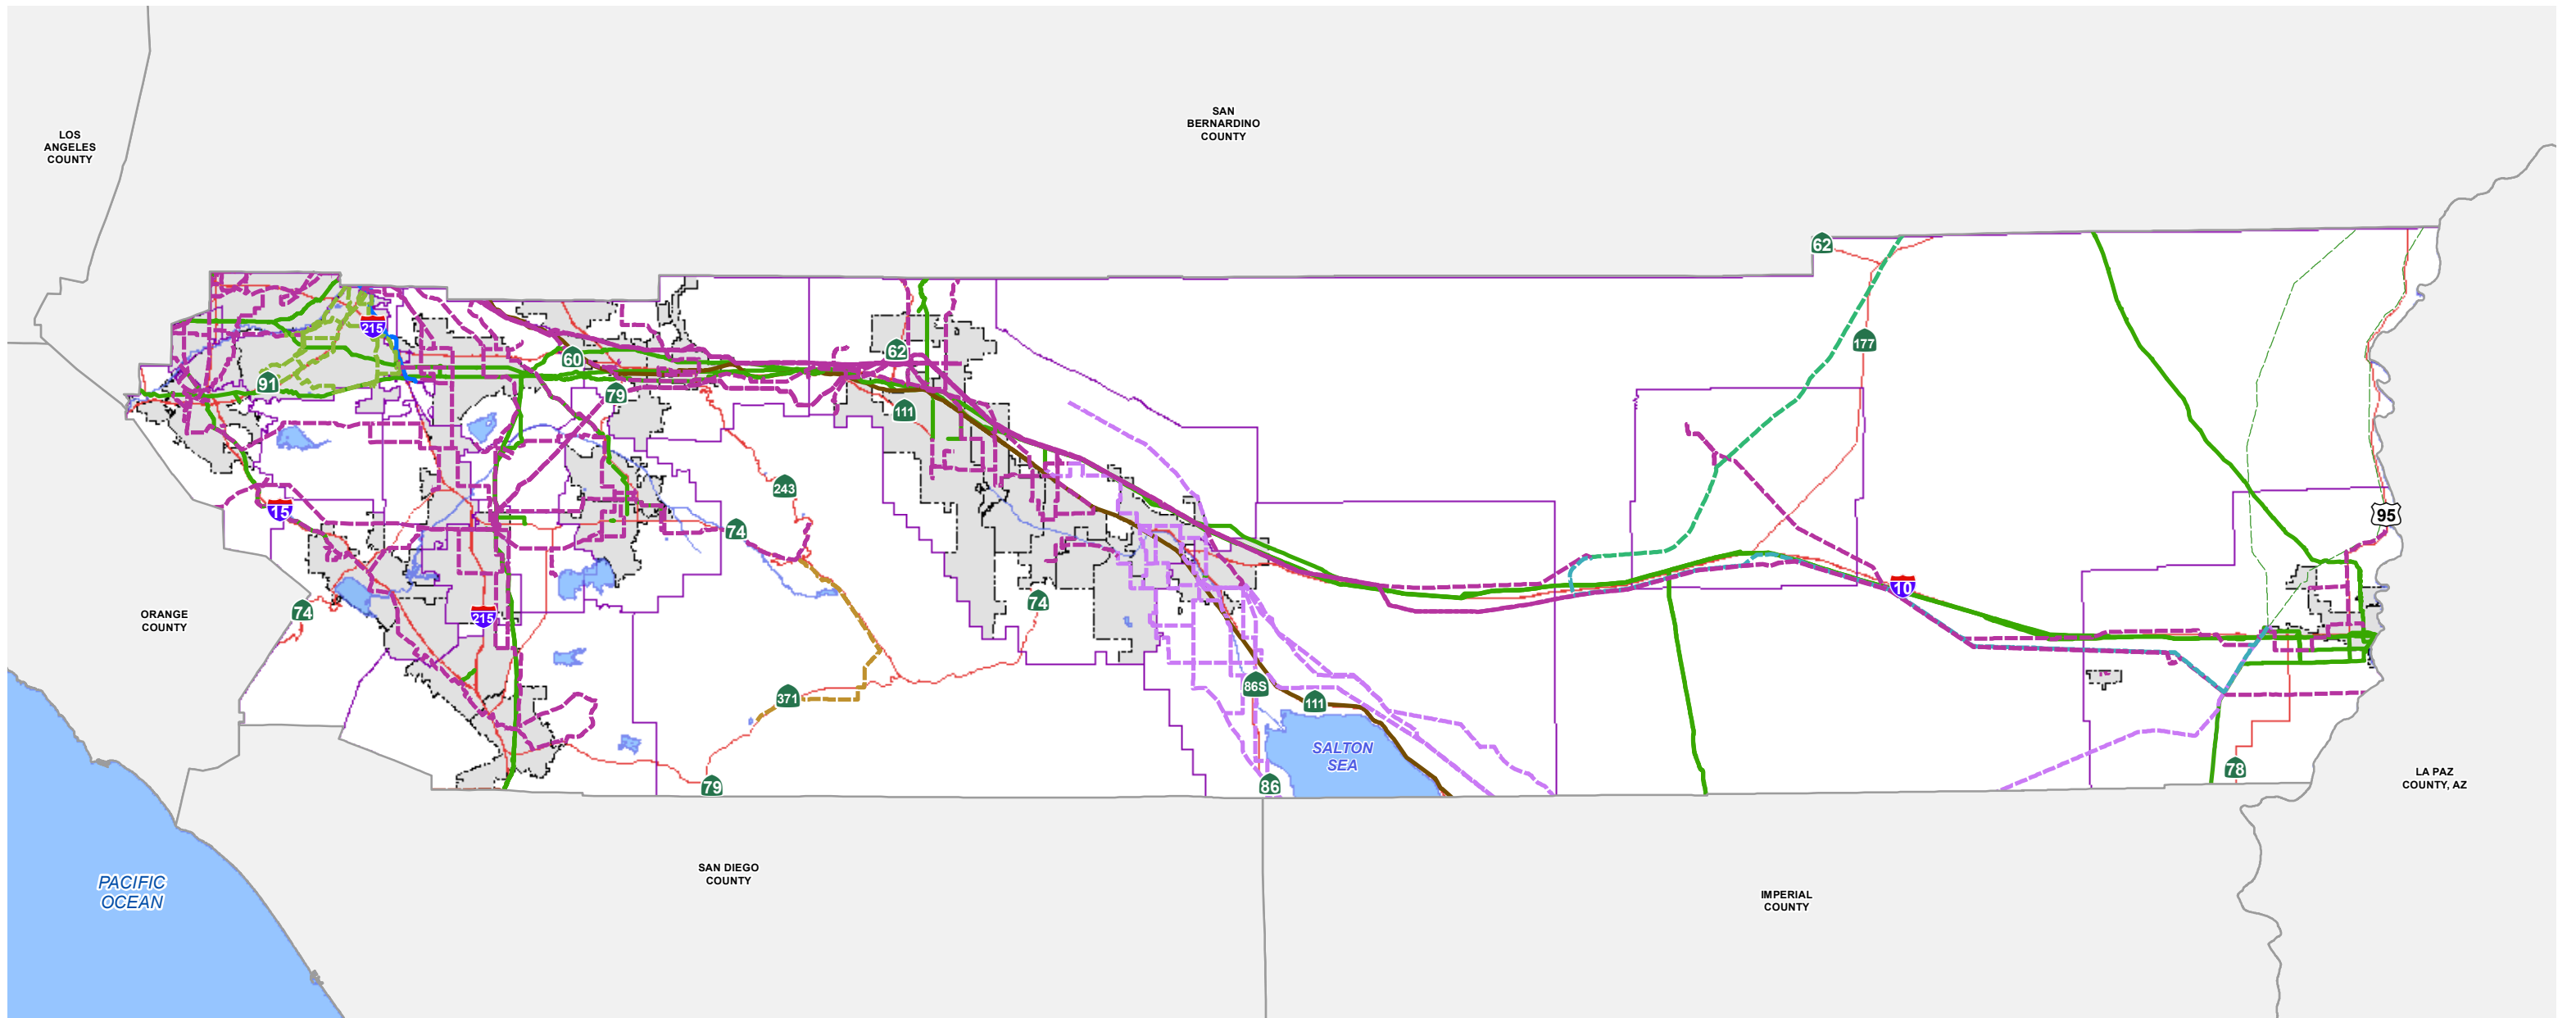 SAN
BERNARDINO
COUNTY
LOS
ANGELES
COUNTY
62
215
177
62
60
91
79
111
243
95
15
74
10
74
215
74
ORANGE
COUNTY
86S
371
111
SALTON
SEA
78
79
86
LA PAZ
COUNTY, AZ
SAN DIEGO
COUNTY
PACIFIC
OCEAN
IMPERIAL
COUNTY